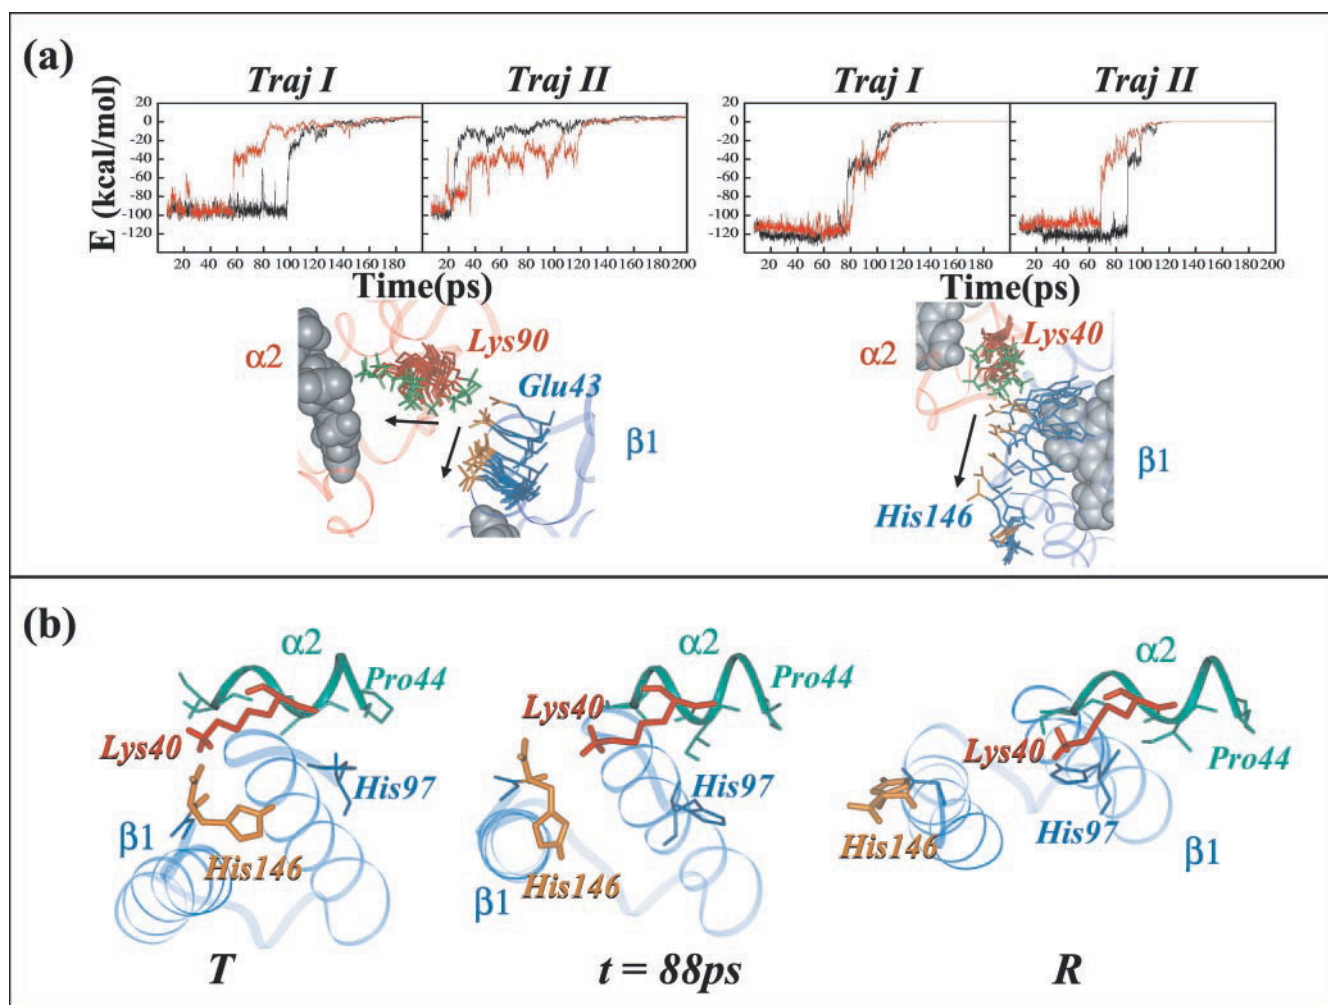 (a)
Traj I Traj II Traj I Traj II
E (kcal/mol)
20
0
-20
-40
-60
-80
-100
-120
20
0
-20
-40
-60
-80
-100
-120
20 40 60 80 100 120 140 160 180 20 40 60 80 100 120 140 160 180 200
20 40 60 80 100 120 140 160 180 20 40 60 80 100 120 140 160 180 200
Time(ps) Time(ps)
α2 Lys90 Glu43 β1
α2 Lys40 β1 His146
(b)
α2 Pro44 Lys40 His97 β1 His146
α2 Pro44 Lys40 His97 β1 His146
α2 Lys40 Pro44 His97 His146 β1
T t = 88ps R